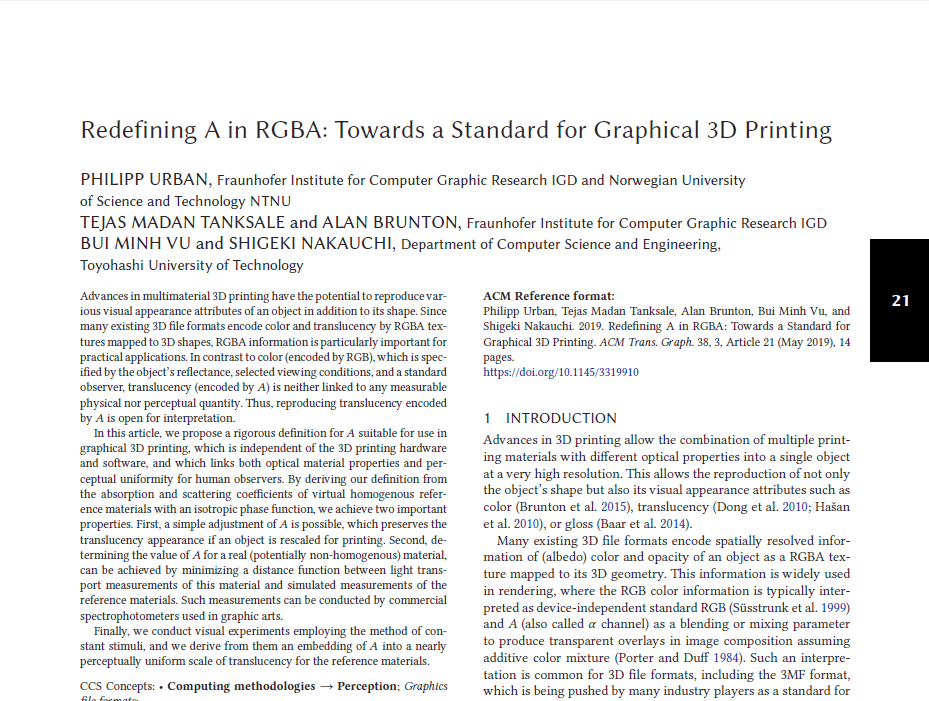 Redefining A in RGBA: Towards a Standard for Graphical 3D Printing
PHILIPP URBAN, Fraunhofer Institute for Computer Graphic Research IGD and Norwegian University
of Science and Technology NTNU
TEJAS MADAN TANKSALE and ALAN BRUNTON, Fraunhofer Institute for Computer Graphic Research IGD
BUI MINH VU and SHIGEKI NAKAUCHI, Department of Computer Science and Engineering,
Toyohashi University of Technology
Advances in multimaterial 3D printing have the potential to reproduce var-
ious visual appearance attributes of an object in addition to its shape. Since
many existing 3D file formats encode color and translucency by RGBA tex-
tures mapped to 3D shapes, RGBA information is particularly important for
practical applications. In contrast to color (encoded by RGB), which is spec-
ified by the object's reflectance, selected viewing conditions, and a standard
observer, translucency (encoded by A) is neither linked to any measurable
physical nor perceptual quantity. Thus, reproducing translucency encoded
by A is open for interpretation.
In this article, we propose a rigorous definition for A suitable for use in
graphical 3D printing, which is independent of the 3D printing hardware
and software, and which links both optical material properties and per-
ceptual uniformity for human observers. By deriving our definition from
the absorption and scattering coefficients of virtual homogeneous refer-
ence materials with an isotropic phase function, we achieve two important
properties. First, a simple adjustment of A is possible, which preserves the
translucency appearance if an object is rescaled for printing. Second, de-
termining the value of A for a real (potentially non-homogenous) material,
can be achieved by minimizing a distance function between light trans-
port measurements of this material and simulated measurements of the
reference materials. Such measurements can be conducted by commercial
spectrophotometers used in graphic arts.
Finally, we conduct visual experiments employing the method of con-
stant stimuli, and we derive from them an embedding of A into a nearly
perceptually uniform scale of translucency for the reference materials.
CCS Concepts: • Computing methodologies → Perception; Graphics
file formats;
ACM Reference format:
Philipp Urban, Tejas Madan Tanksale, Alan Brunton, Bui Minh Vu, and
Shigeki Nakauchi. 2019. Redefining A in RGBA: Towards a Standard for
Graphical 3D Printing. ACM Trans. Graph. 38, 3, Article 21 (May 2019), 14
pages.
https://doi.org/10.1145/3319910
1 INTRODUCTION
Advances in 3D printing allow the combination of multiple print-
ing materials with different optical properties into a single object
at a very high resolution. This allows the reproduction of not only
the object's shape but also its visual appearance attributes such as
color (Brunton et al. 2015), translucency (Dong et al. 2010; Hašan
et al. 2010), or gloss (Baar et al. 2014).
Many existing 3D file formats encode spatially resolved infor-
mation of (albedo) color and opacity of an object as a RGBA tex-
ture mapped to its 3D geometry. This information is widely used
in rendering, where the RGB color information is typically inter-
preted as device-independent standard RGB (Süsstrunk et al. 1999)
and A (also called α channel) as a blending or mixing parameter
to produce transparent overlays in image composition assuming
additive color mixture (Porter and Duff 1984). Such an interpre-
tation is common for 3D file formats, including the 3MF format,
which is being pushed by many industry players as a standard for
21